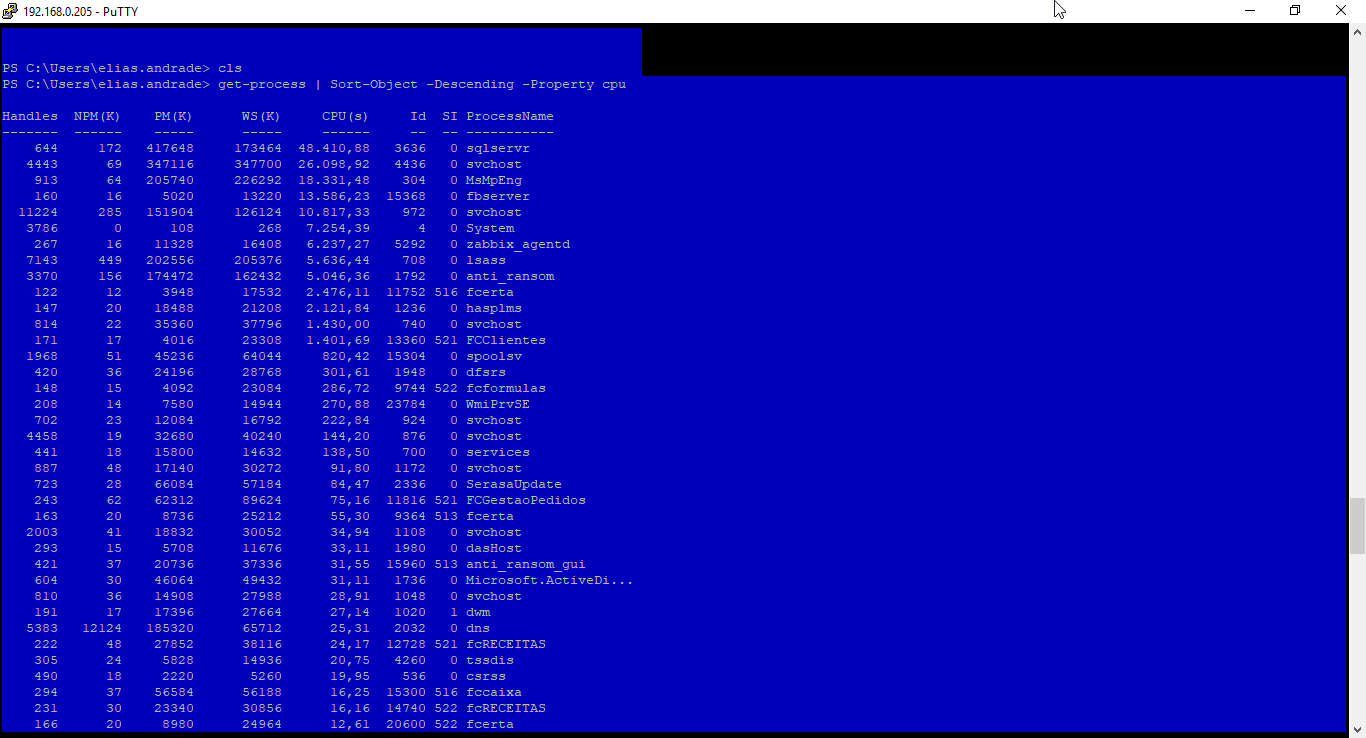 192.168.0.205 - PuTTY
PS C:\Users\elias.andrade> cls
PS C:\Users\elias.andrade> get-process | Sort-Object -Descending -Property cpu
Handles  NPM(K)    PM(K)      WS(K)     CPU(s)     Id  SI ProcessName
-------  ------    -----      -----     ------     --  -- -----------
    644     172   417648     173464  48.410,88   3636   0 sqlservr
   4443      69   347116     347700  26.098,92   4436   0 svchost
    913      64   205740     226292  18.331,48    304   0 MsMpEng
    160      16     5020      13220  13.586,23  15368   0 fbserver
  11224     285   151904     126124  10.817,33    972   0 svchost
   3786       0      108        268   7.254,39      4   0 System
    267      16    11328      16408   6.237,27   5292   0 zabbix_agentd
   7143     449   202556     205376   5.636,44    708   0 lsass
   3370     156   174472     162432   5.046,36   1792   0 anti_ransom
    122      12     3948      17532   2.476,11  11752 516 fcerta
    147      20    18488      21208   2.121,84   1236   0 hasplms
    814      22    35360      37796   1.430,00    740   0 svchost
    171      17     4016      23308   1.401,69  13360 521 FCClientes
   1968      51    45236      64044     820,42  15304   0 spoolsv
    420      36    24196      28768     301,61   1948   0 dfsrs
    148      15     4092      23084     286,72   9744 522 fcformulas
    208      14     7580      14944     270,88  23784   0 WmiPrvSE
    702      23    12084      16792     222,84    924   0 svchost
   4458      19    32680      40240     144,20    876   0 svchost
    441      18    15800      14632     138,50    700   0 services
    887      48    17140      30272      91,80   1172   0 svchost
    723      28    66084      57184      84,47   2336   0 SerasaUpdate
    243      62    62312      89624      75,16  11816 521 FCGestaoPedidos
    163      20     8736      25212      55,30   9364 513 fcerta
   2003      41    18832      30052      34,94   1108   0 svchost
    293      15     5708      11676      33,11   1980   0 dasHost
    421      37    20736      37336      31,55  15960 513 anti_ransom_gui
    604      30    46064      49432      31,11   1736   0 Microsoft.ActiveDi...
    810      36    14908      27988      28,91   1048   0 svchost
    191      17    17396      27664      27,14   1020   1 dwm
   5383   12124   185320      65712      25,31   2032   0 dns
    222      48    27852      38116      24,17  12728 521 fcRECEITAS
    305      24     5828      14936      20,75   4260   0 tssdis
    490      18     2220       5260      19,95    536   0 csrss
    294      37    56584      56188      16,25  15300 516 fccaixa
    231      30    23340      30856      16,16  14740 522 fcRECEITAS
    166      20     8980      24964      12,61  20600 522 fcerta